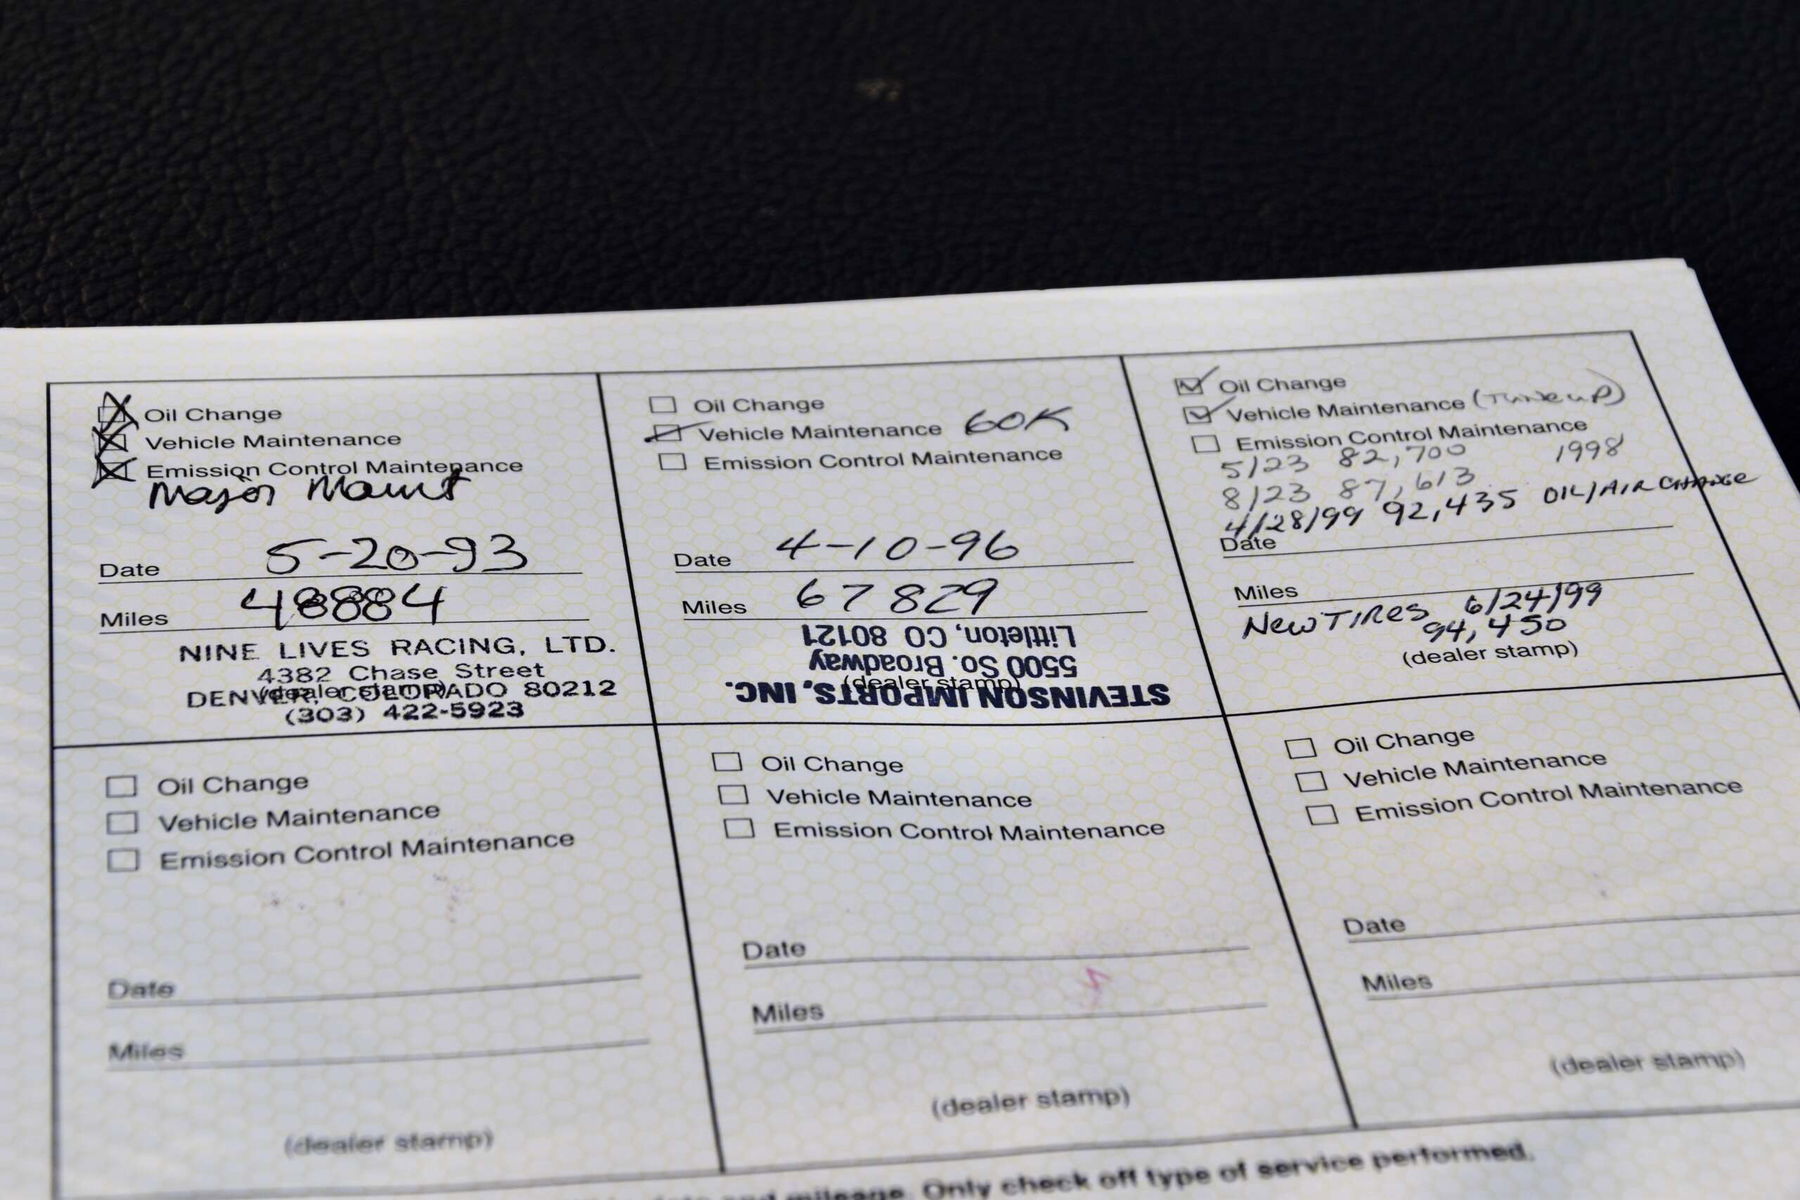 Oil Change
Vehicle Maintenance
Emission Control Maintenance
Major Maint
Date 5-20-93
Miles 48884
NINE LIVES RACING, LTD.
4382 Chase Street
(dealer stamp)
DENVER, COLORADO 80212
(303) 422-5923
Oil Change
Vehicle Maintenance 60K
Emission Control Maintenance
Date 4-10-96
Miles 67829
STEVINSON IMPORTS, INC.
5500 So. Broadway
Littleton, CO 80121
(dealer stamp)
Oil Change
Vehicle Maintenance (TUNEUP)
Emission Control Maintenance
5/23 82,700 1998
8/23 87,613
4/28/99 92,435 OIL/AIR CHANGE
Date
Miles
NEW TIRES 6/24/99
94,450
(dealer stamp)
Oil Change
Vehicle Maintenance
Emission Control Maintenance
Date
Miles
(dealer stamp)
Oil Change
Vehicle Maintenance
Emission Control Maintenance
Date
Miles
(dealer stamp)
Oil Change
Vehicle Maintenance
Emission Control Maintenance
Date
Miles
(dealer stamp)
and mileage. Only check off type of service performed.